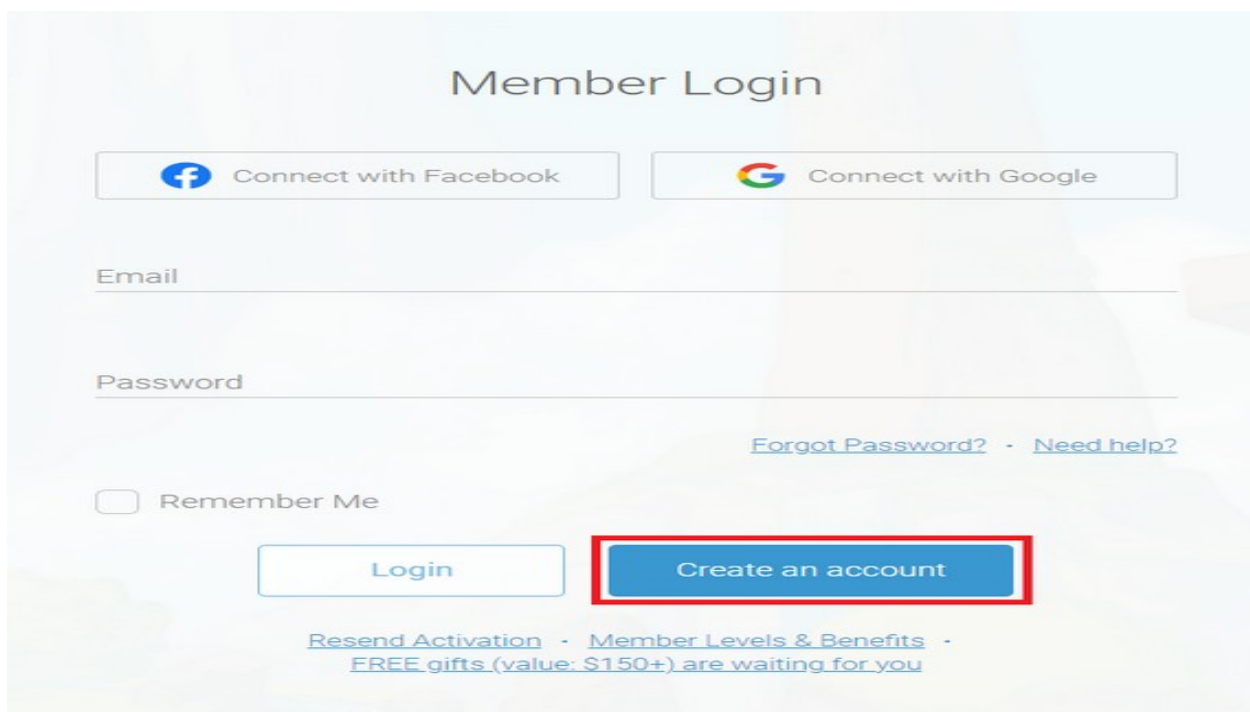 Member Login
Connect with Facebook
Connect with Google
Email
Password
Forgot Password? - Need help?
Remember Me
Login
Create an account
Resend Activation - Member Levels & Benefits -
FREE gifts (value: $150+) are waiting for you